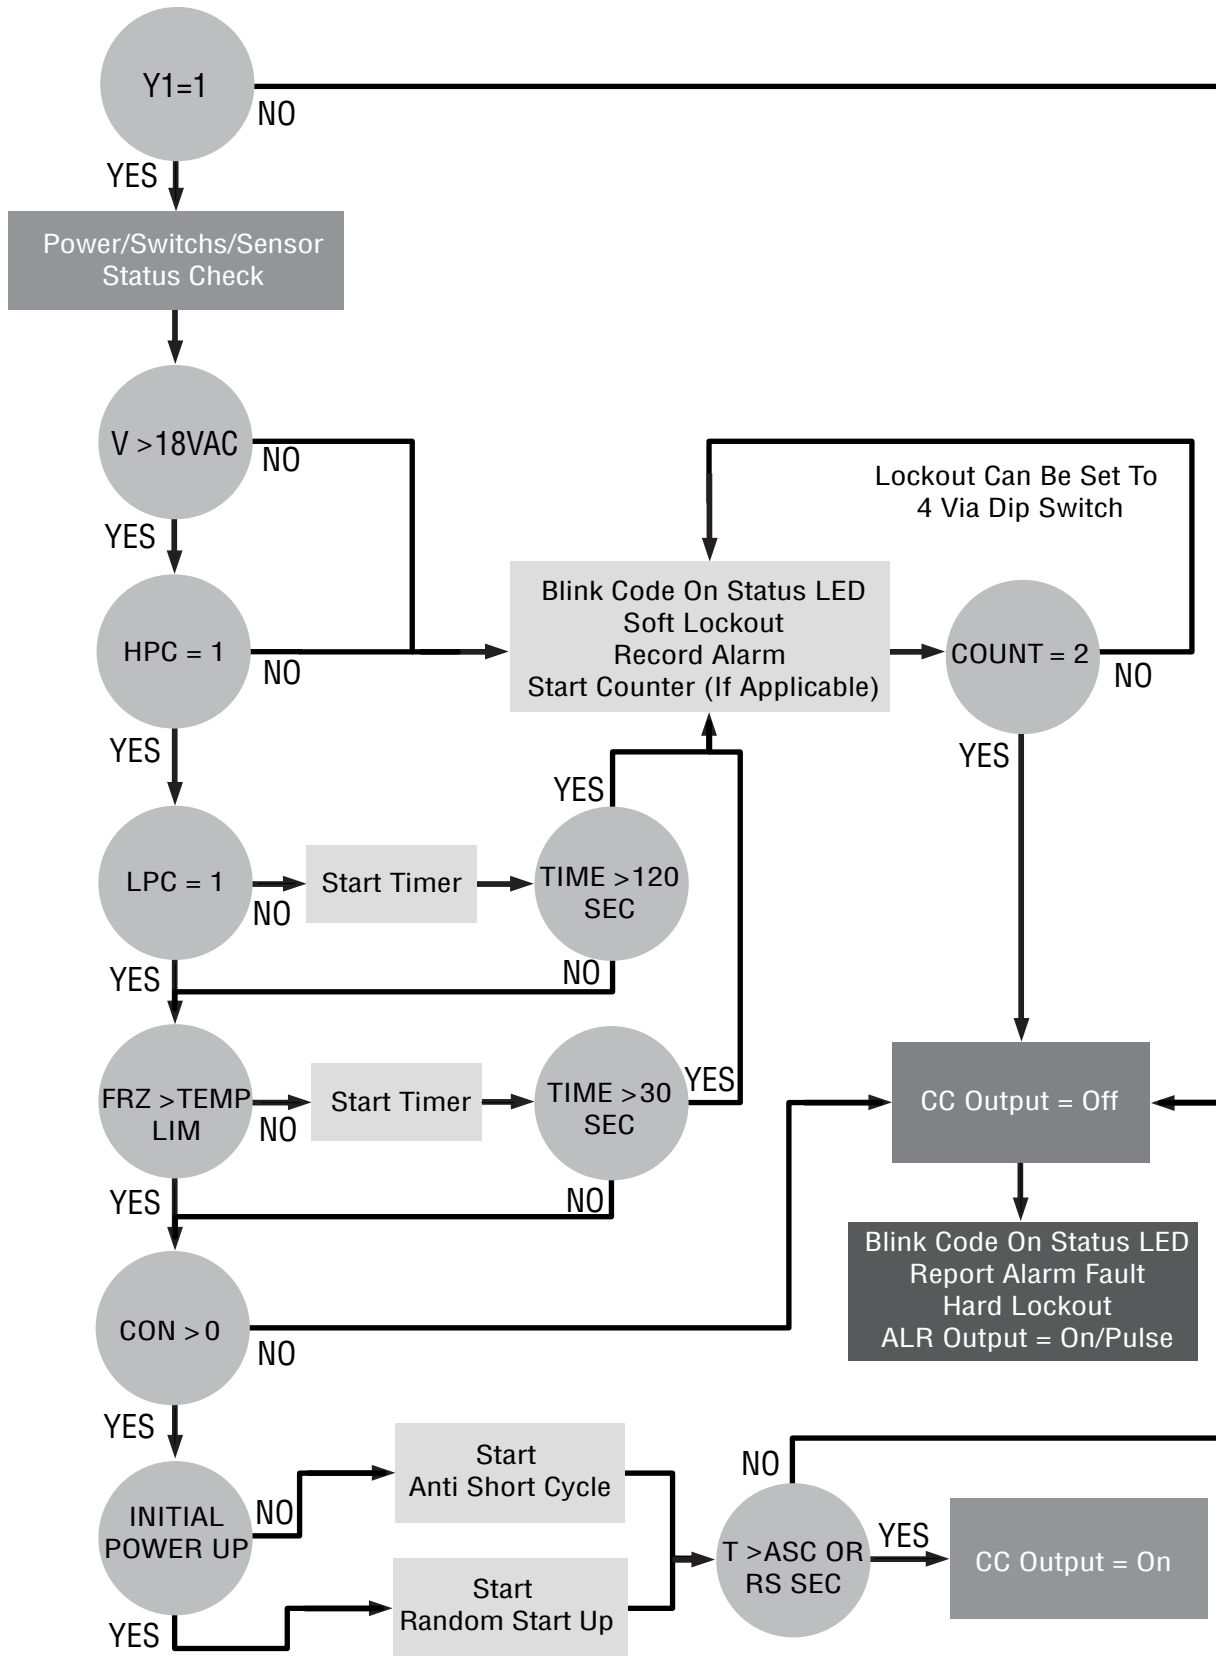 Y1=1
NO
YES
Power/Switchs/Sensor
Status Check
V >18VAC
NO
YES
Lockout Can Be Set To
4 Via Dip Switch
HPC = 1
NO
YES
Blink Code On Status LED
Soft Lockout
Record Alarm
Start Counter (If Applicable)
COUNT = 2
NO
YES
LPC = 1
NO
YES
Start Timer
TIME >120
SEC
YES
NO
FRZ >TEMP
LIM
NO
YES
Start Timer
TIME >30
SEC
YES
NO
CC Output = Off
Blink Code On Status LED
Report Alarm Fault
Hard Lockout
ALR Output = On/Pulse
CON >0
NO
YES
INITIAL
POWER UP
NO
YES
Start
Anti Short Cycle
Start
Random Start Up
T >ASC OR
RS SEC
NO
YES
CC Output = On